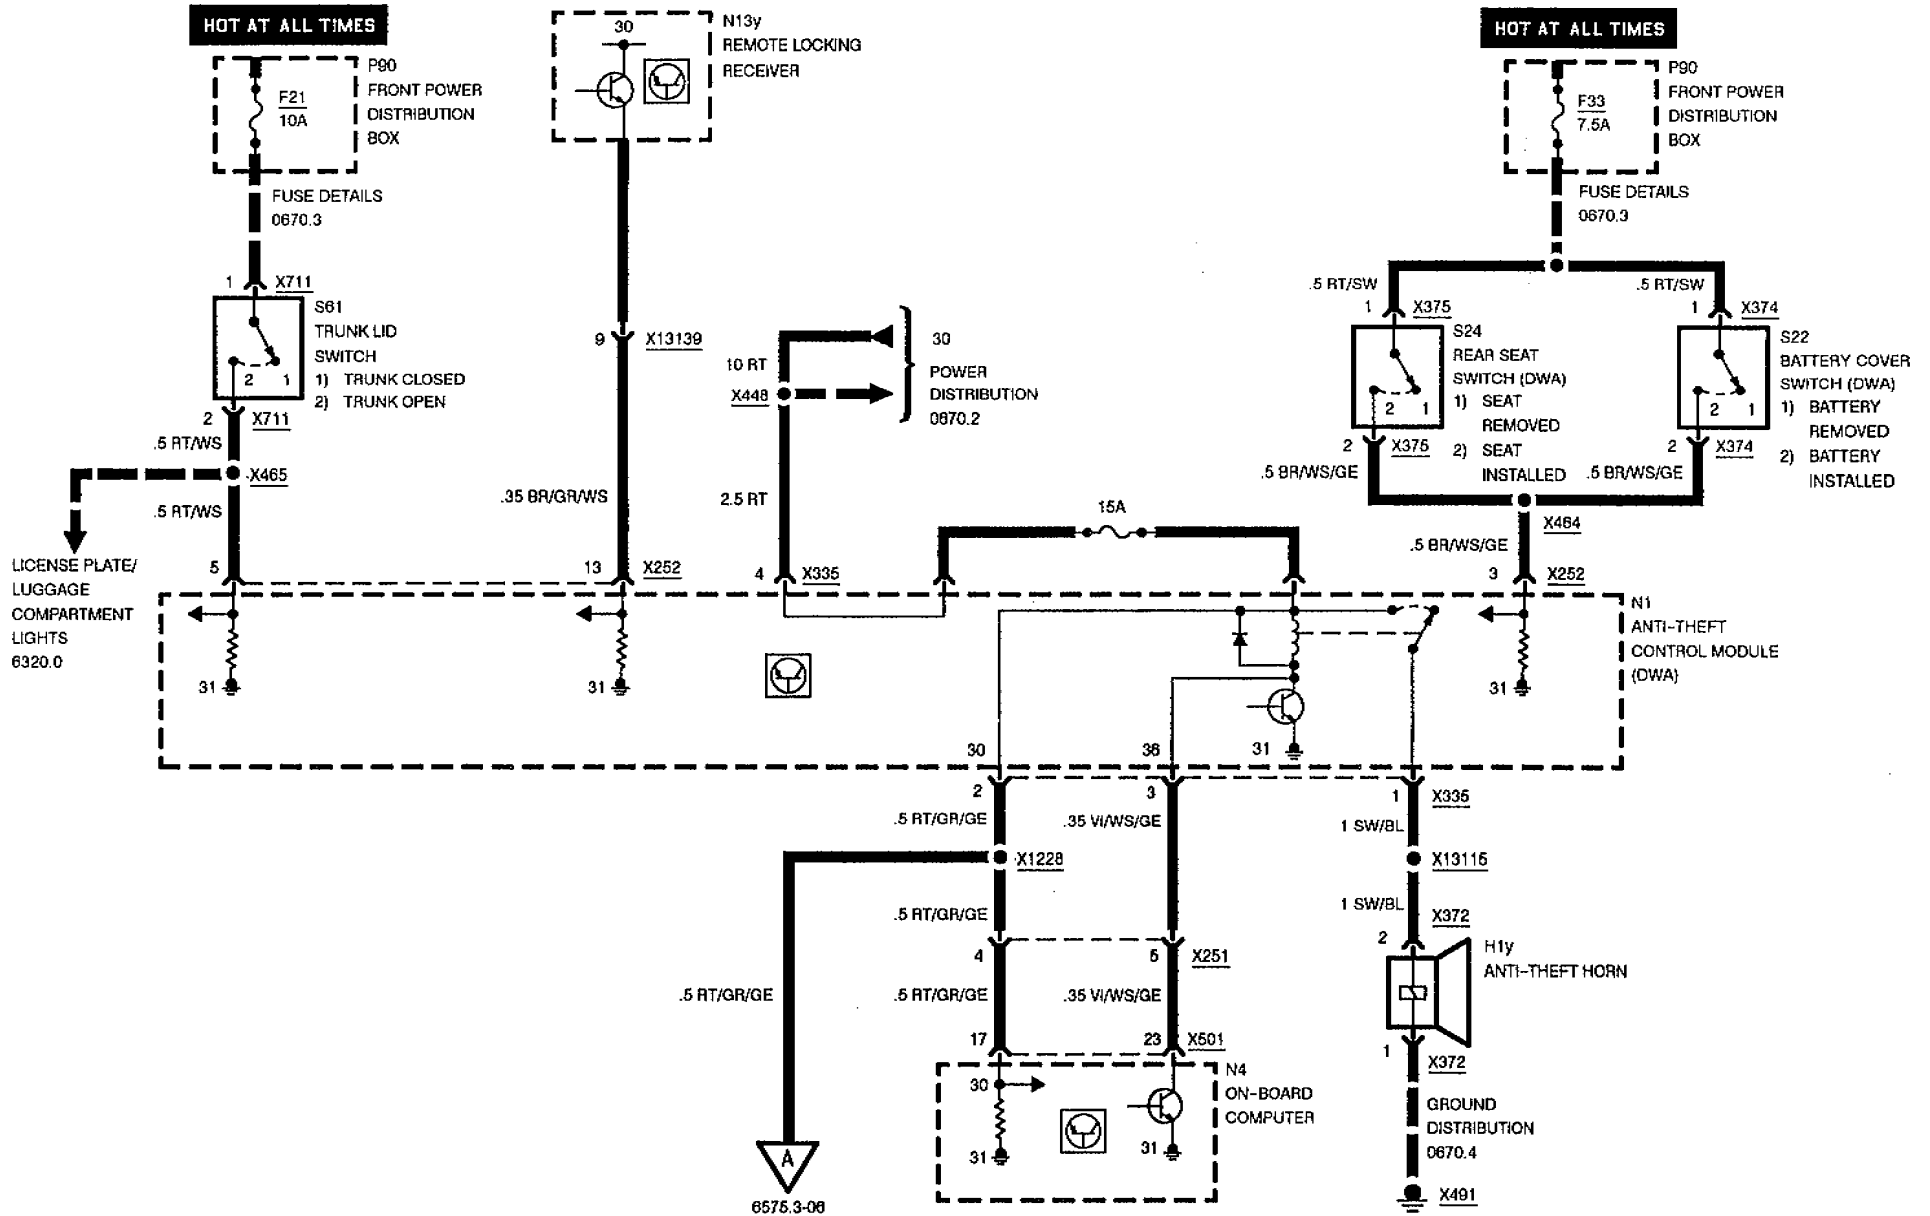 HOT AT ALL TIMES
P90
FRONT POWER
DISTRIBUTION
BOX
F21
10A
FUSE DETAILS
0670.3
1
X711
S61
TRUNK LID
SWITCH
1) TRUNK CLOSED
2) TRUNK OPEN
2
1
2
X711
.5 RT/WS
X465
.5 RT/WS
LICENSE PLATE/
LUGGAGE
COMPARTMENT
LIGHTS
6320.0
5
31
30
N13y
REMOTE LOCKING
RECEIVER
9
X13139
.35 BR/GR/WS
13
X252
31
10 RT
X448
30
POWER
DISTRIBUTION
0670.2
2.5 RT
4
X335
15A
HOT AT ALL TIMES
P90
FRONT POWER
DISTRIBUTION
BOX
F33
7.5A
FUSE DETAILS
0670.3
.5 RT/SW
1
X375
S24
REAR SEAT
SWITCH (DWA)
1) SEAT
REMOVED
2) SEAT
INSTALLED
2
1
2
X375
.5 BR/WS/GE
.5 RT/SW
1
X374
S22
BATTERY COVER
SWITCH (DWA)
1) BATTERY
REMOVED
2) BATTERY
INSTALLED
2
1
2
X374
.5 BR/WS/GE
X464
.5 BR/WS/GE
3
X252
31
N1
ANTI-THEFT
CONTROL MODULE
(DWA)
31
30
36
2
3
1
X335
.5 RT/GR/GE
.35 VI/WS/GE
1 SW/BL
X1228
X13115
.5 RT/GR/GE
1 SW/BL
X372
2
4
5
X251
H1y
ANTI-THEFT HORN
.5 RT/GR/GE
.5 RT/GR/GE
.35 VI/WS/GE
17
23
X501
1
X372
N4
ON-BOARD
COMPUTER
30
31
31
GROUND
DISTRIBUTION
0670.4
A
6575.3-06
X491